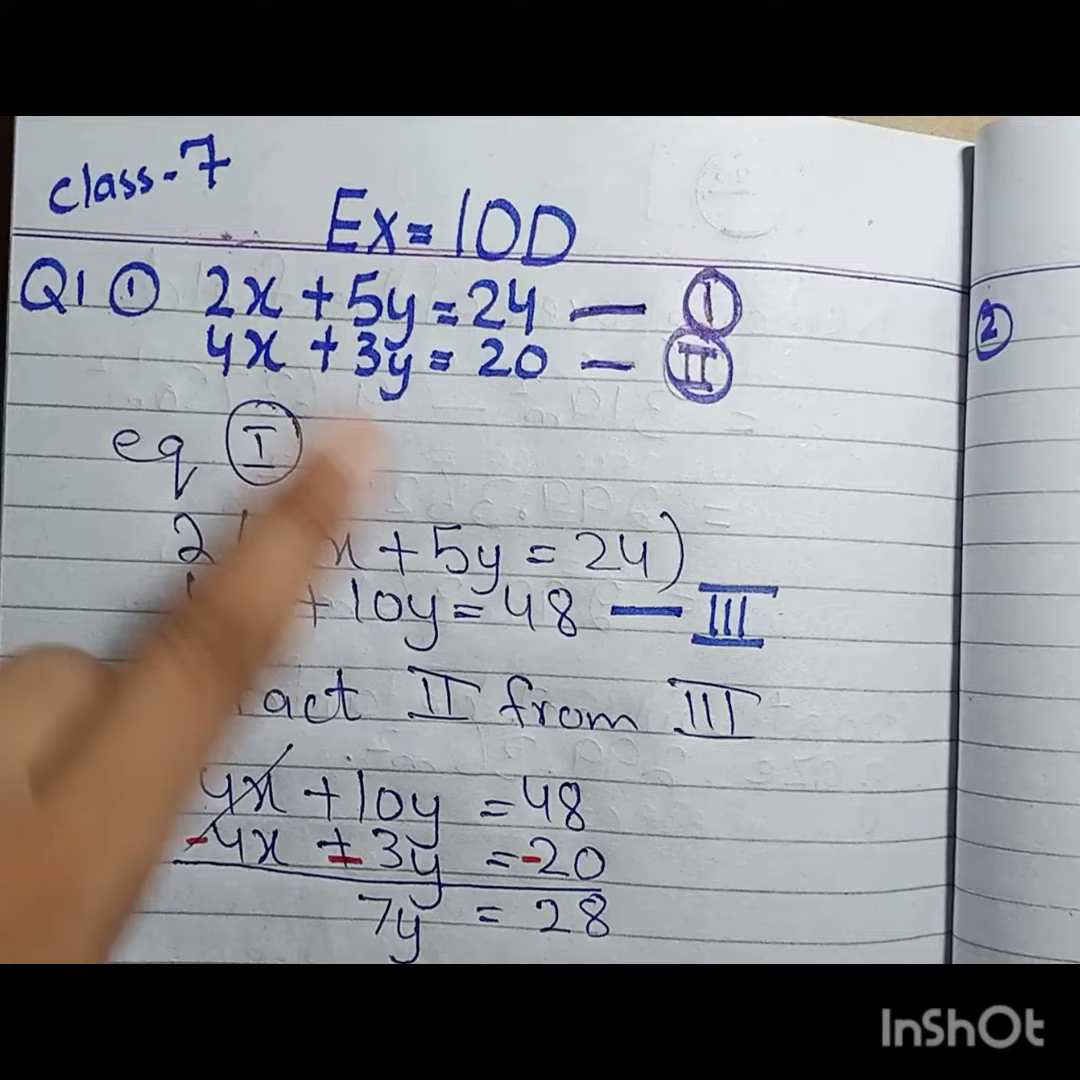 class-7
Ex=10D
Q1 ① 2x + 5y = 24 — Ⓘ
4x + 3y = 20 — Ⅱ
②
eq Ⓘ
2( x + 5y = 24)
+ 10y = 48 — III
act II from III
4x + 10y = 48
-4x ± 3y = -20
7y = 28
InShOt